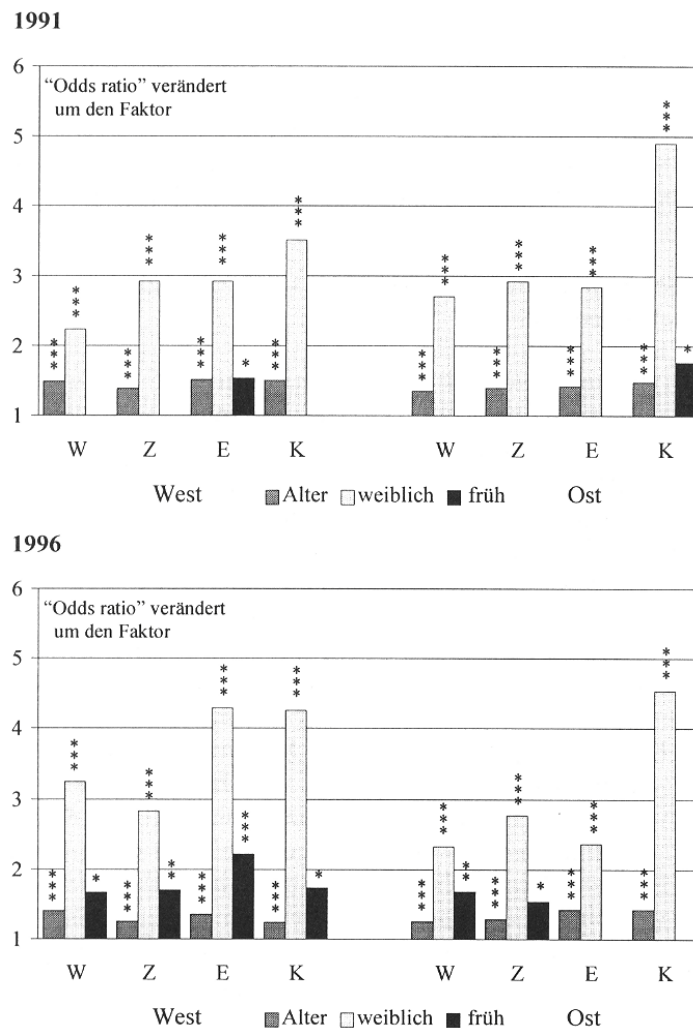 1991
6
“Odds ratio” verändert
um den Faktor
***
5
4
***
***
***
***
***
3
***
***
***
2
***
***
***
*
***
***
***
***
***
*
1
W
Z
E
K
W
Z
E
K
West
Alter
weiblich
früh
Ost
1996
6
“Odds ratio” verändert
um den Faktor
5
***
***
***
4
***
***
***
3
***
***
***
2
***
*
***
**
***
***
*
***
**
***
*
***
***
1
W
Z
E
K
W
Z
E
K
West
Alter
weiblich
früh
Ost